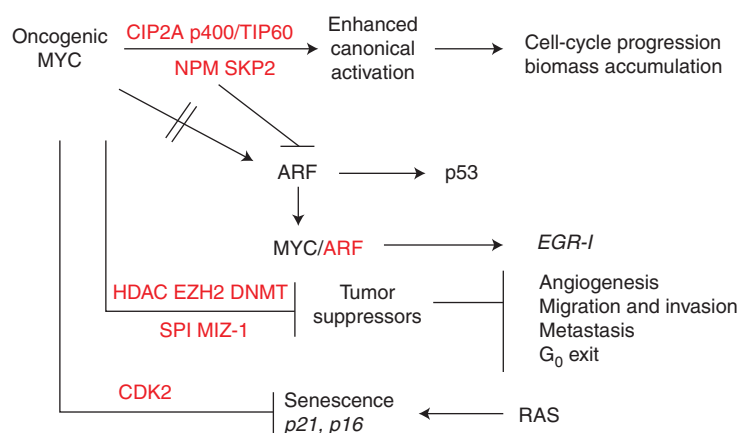 Oncogenic
MYC
CIP2A p400/TIP60
NPM SKP2
Enhanced
canonical
activation
Cell-cycle progression
biomass accumulation
ARF
p53
MYC/ARF
EGR-I
HDAC EZH2 DNMT
SPI MIZ-1
Tumor
suppressors
Angiogenesis
Migration and invasion
Metastasis
G0 exit
CDK2
Senescence
p21, p16
RAS